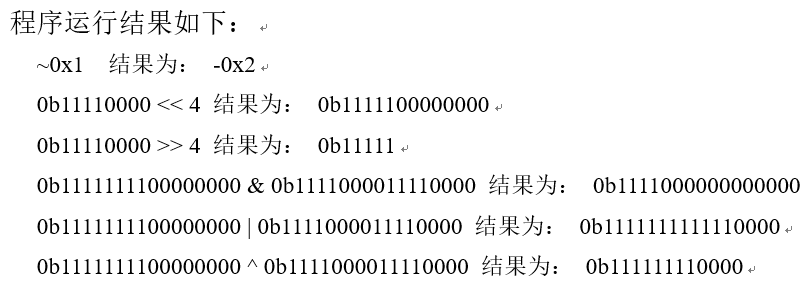 程序运行结果如下：
~0x1 结果为： -0x2
0b11110000 << 4 结果为： 0b1111100000000
0b11110000 >> 4 结果为： 0b11111
0b1111111100000000 & 0b1111000011110000 结果为： 0b1111000000000000
0b1111111100000000 | 0b1111000011110000 结果为： 0b1111111111110000
0b1111111100000000 ^ 0b1111000011110000 结果为： 0b111111110000